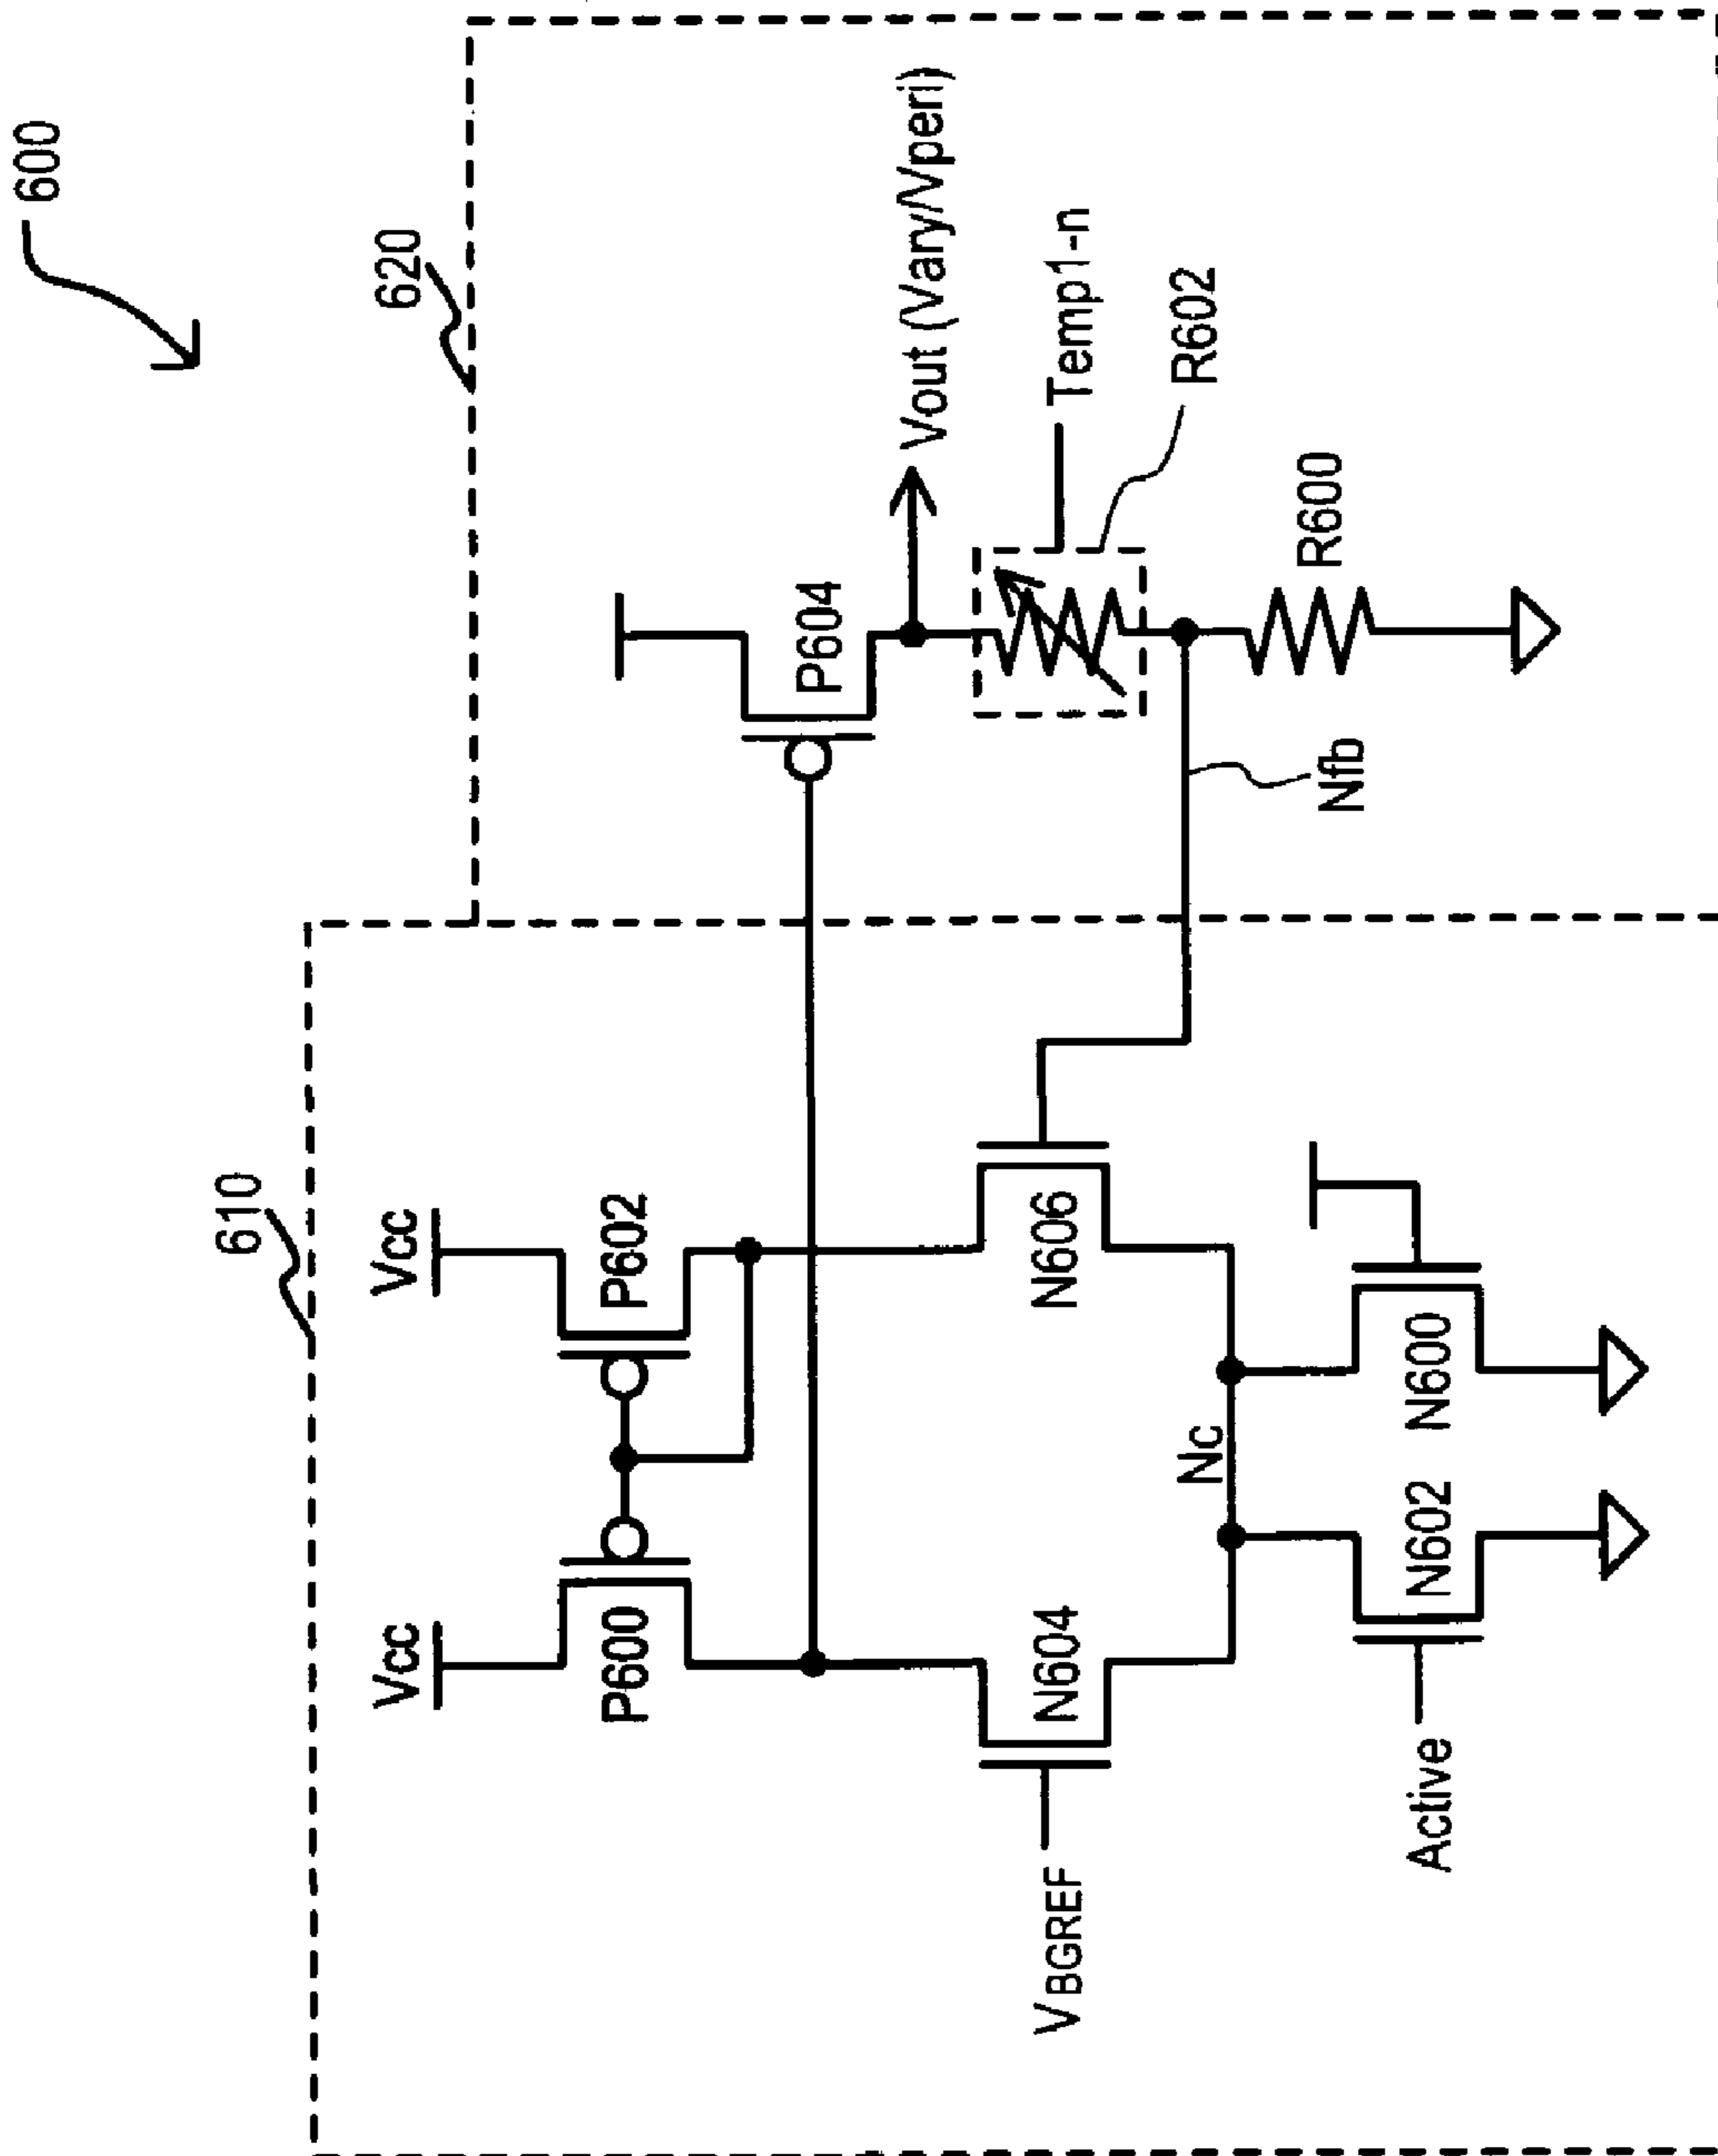 600
610
620
Vcc
Vcc
P600
P602
P604
Vout (Vary/Vperi)
Temp1-n
R602
VBGREF
N604
N606
Nfb
R600
Nc
Active
N602
N600